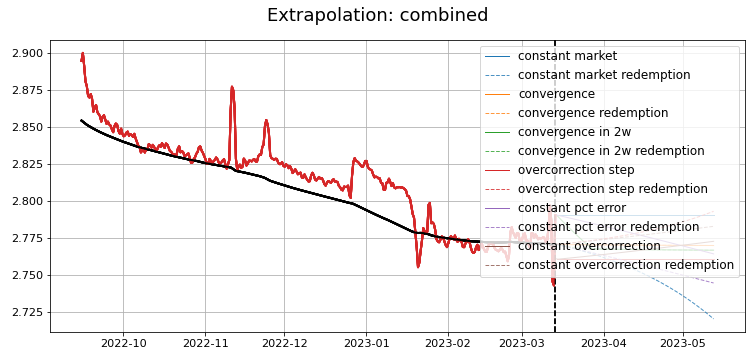 Extrapolation: combined
2.900
2.875
2.850
2.825
2.800
2.775
2.750
2.725
constant market
constant market redemption
convergence
convergence redemption
convergence in 2w
convergence in 2w redemption
overcorrection step
overcorrection step redemption
constant pct error
constant pct error redemption
constant overcorrection
constant overcorrection redemption
2022-10 2022-11 2022-12 2023-01 2023-02 2023-03 2023-04 2023-05